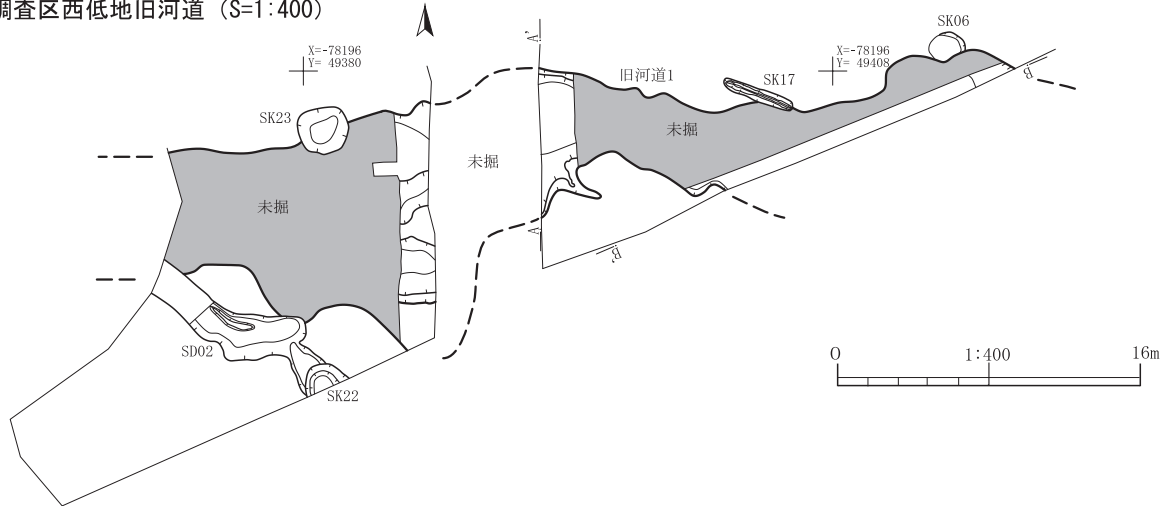 調査区西低地旧河道（S=1:400）
SK06
X=-78196
Y= 49380
A'
X=-78196
Y= 49408
旧河道1
SK17
B
SK23
未掘
未掘
未掘
A
B'
SD02
SK22
0
1:400
16m